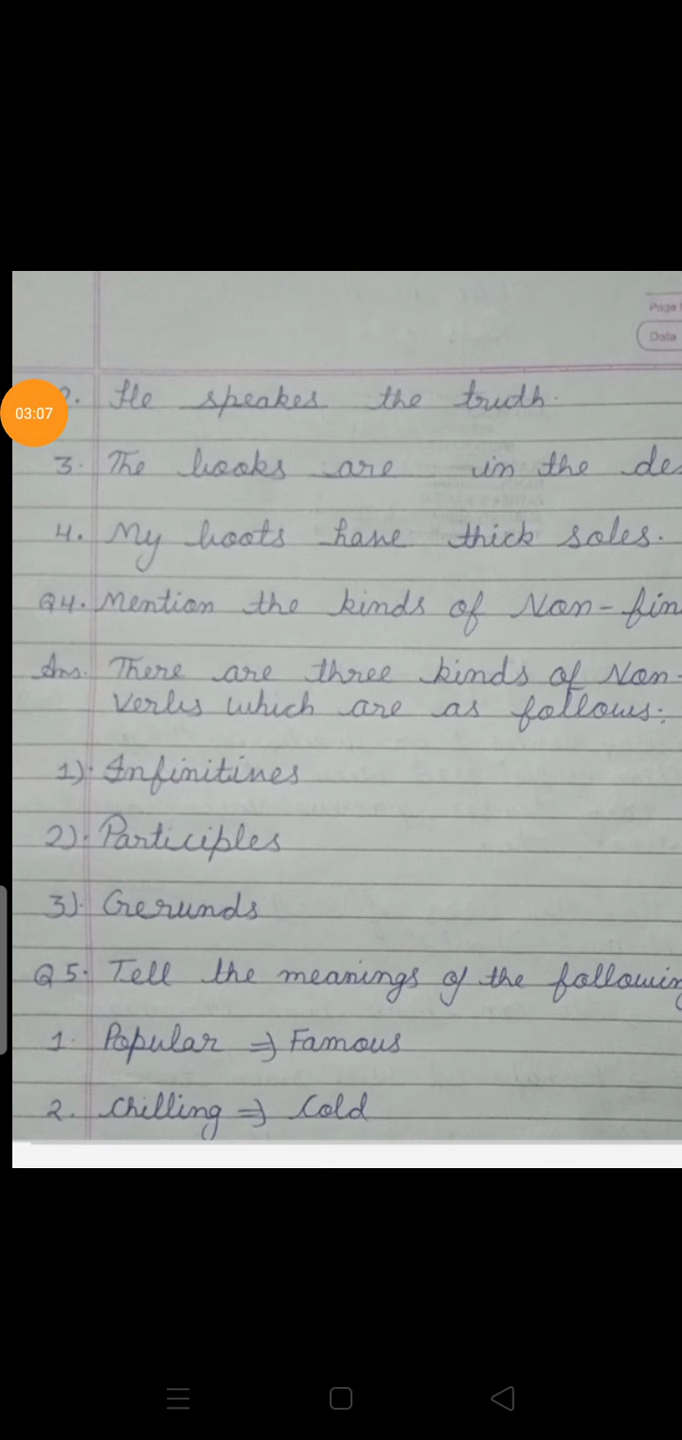 Page
Date
03:07
2. He speakes the truth.
3. The books are in the des
4. My boots have thick soles.
Q4. Mention the kinds of Non-fin
Ans. There are three kinds of Non-
Verbs which are as follows:
1). Infinitives
2). Participles
3). Gerunds
Q5. Tell the meanings of the followin
1. Popular ⇒ Famous
2. Chilling ⇒ Cold